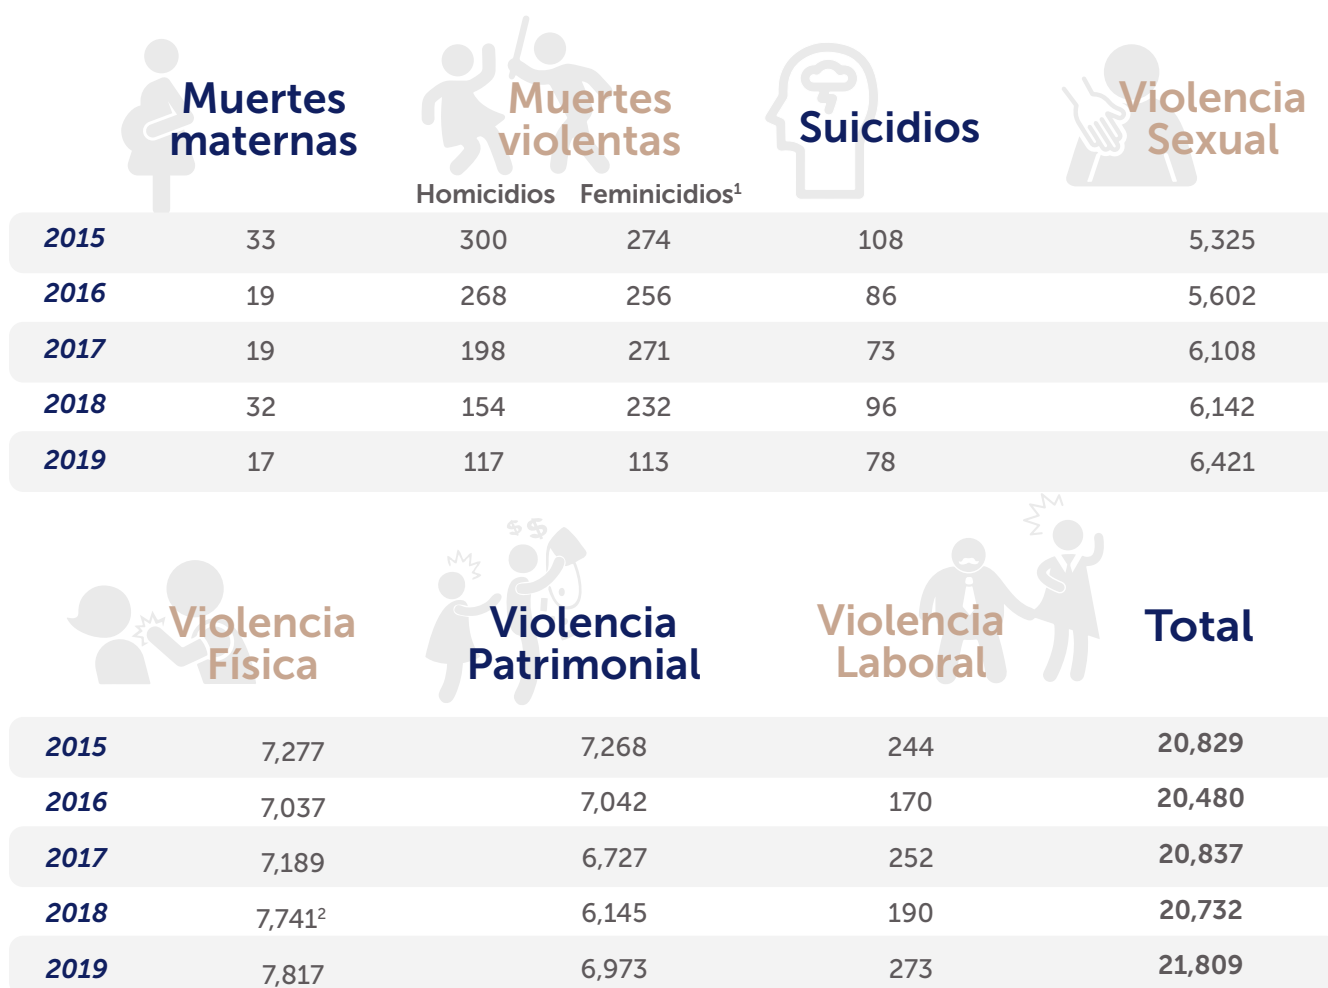 Muertes maternas
Muertes violentas
Suicidios
Violencia Sexual
Homicidios Feminicidios¹
2015 33 300 274 108 5,325
2016 19 268 256 86 5,602
2017 19 198 271 73 6,108
2018 32 154 232 96 6,142
2019 17 117 113 78 6,421
$ $
Violencia Física
Violencia Patrimonial
Violencia Laboral
Total
2015 7,277 7,268 244 20,829
2016 7,037 7,042 170 20,480
2017 7,189 6,727 252 20,837
2018 7,741² 6,145 190 20,732
2019 7,817 6,973 273 21,809